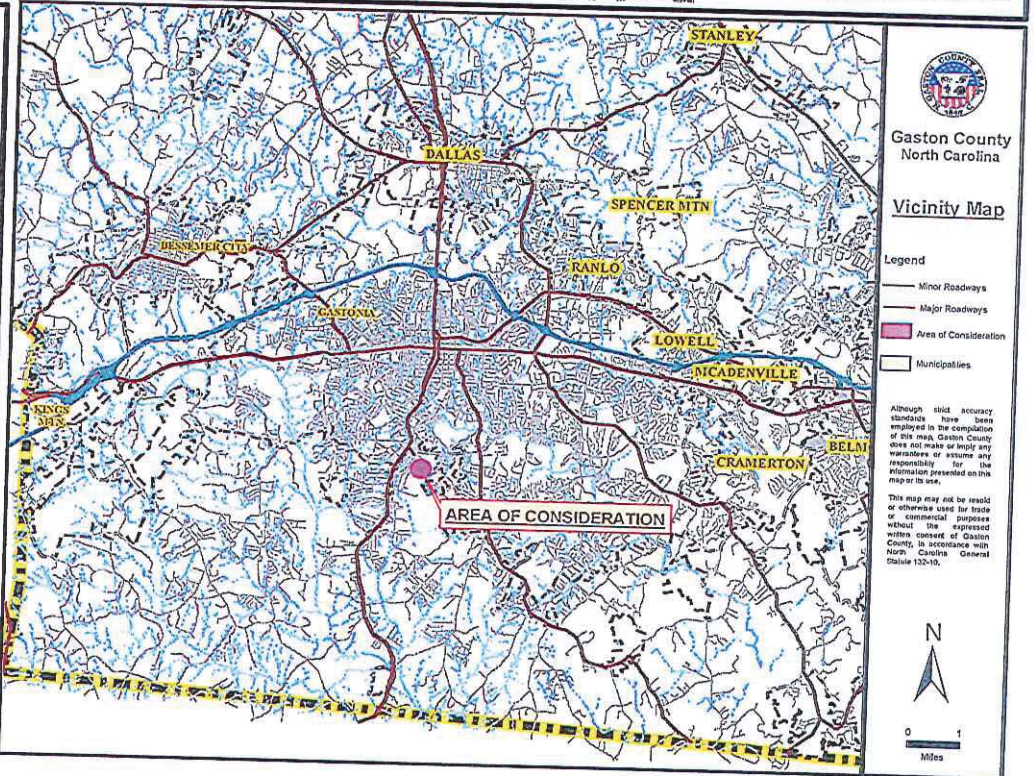 STANLEY
DALLAS
SPENCER MTN
BESSEMER CITY
RANLO
GASTONIA
LOWELL
MCADENVILLE
KINGS
MTN.
BELM
CRAMERTON
AREA OF CONSIDERATION
GASTON COUNTY SEAL
1846
Gaston County
North Carolina
Vicinity Map
Legend
Minor Roadways
Major Roadways
Area of Consideration
Municipalities
Although strict accuracy
standards have been
employed in the compilation
of this map, Gaston County
does not make or imply any
warrantees or assume any
responsibility for the
information presented on this
map or its use.
This map may not be resold
or otherwise used for trade
or commercial purposes
without the expressed
written consent of Gaston
County, in accordance with
North Carolina General
Statute 132-10.
N
0 1
Miles